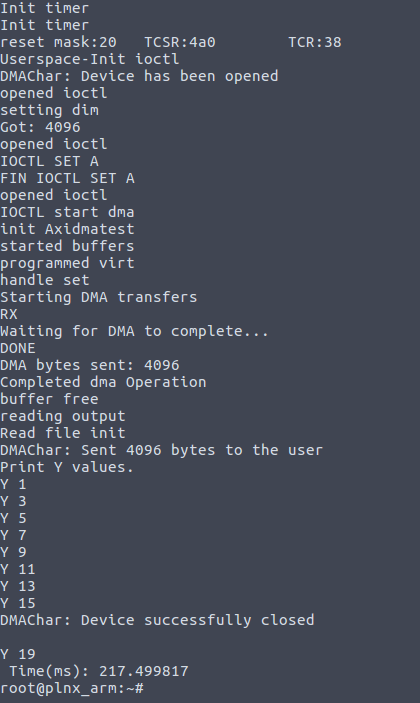 Init timer
Init timer
reset mask:20   TCSR:4a0        TCR:38
Userspace-Init ioctl
DMAChar: Device has been opened
opened ioctl
setting dim
Got: 4096
opened ioctl
IOCTL SET A
FIN IOCTL SET A
opened ioctl
IOCTL start dma
init Axidmatest
started buffers
programmed virt
handle set
Starting DMA transfers
RX
Waiting for DMA to complete...
DONE
DMA bytes sent: 4096
Completed dma Operation
buffer free
reading output
Read file init
DMAChar: Sent 4096 bytes to the user
Print Y values.
Y 1
Y 3
Y 5
Y 7
Y 9
Y 11
Y 13
Y 15
DMAChar: Device successfully closed
Y 19
 Time(ms): 217.499817
root@plnx_arm:~#